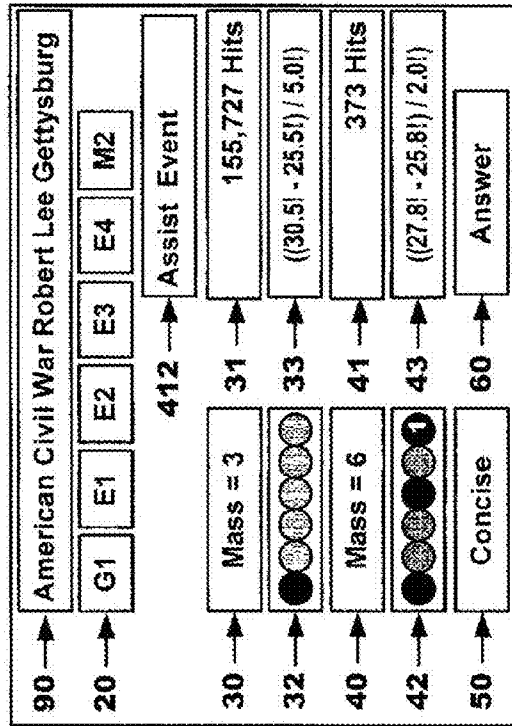 90 American Civil War Robert Lee Gettysburg
20 G1 E1 E2 E3 E4 M2
412 Assist Event
30 Mass = 3 31 155,727 Hits
32 33 ((30.5! - 25.5!) / 5.0!)
40 Mass = 6 41 373 Hits
42 1 43 ((27.8! - 25.8!) / 2.0!)
50 Concise 60 Answer